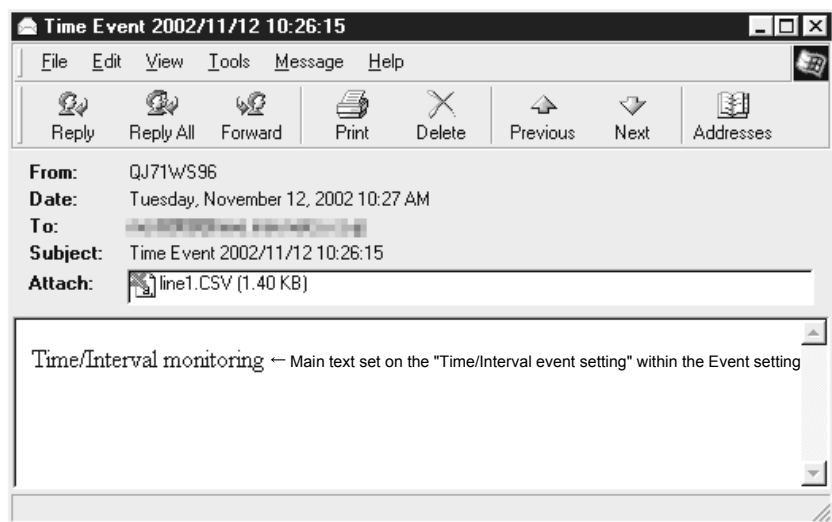 Time Event 2002/11/12 10:26:15
File Edit View Tools Message Help
Reply Reply All Forward Print Delete Previous Next Addresses
From: QJ71WS96
Date: Tuesday, November 12, 2002 10:27 AM
To:
Subject: Time Event 2002/11/12 10:26:15
Attach: line1.CSV (1.40 KB)
Time/Interval monitoring ← Main text set on the "Time/Interval event setting" within the Event setting